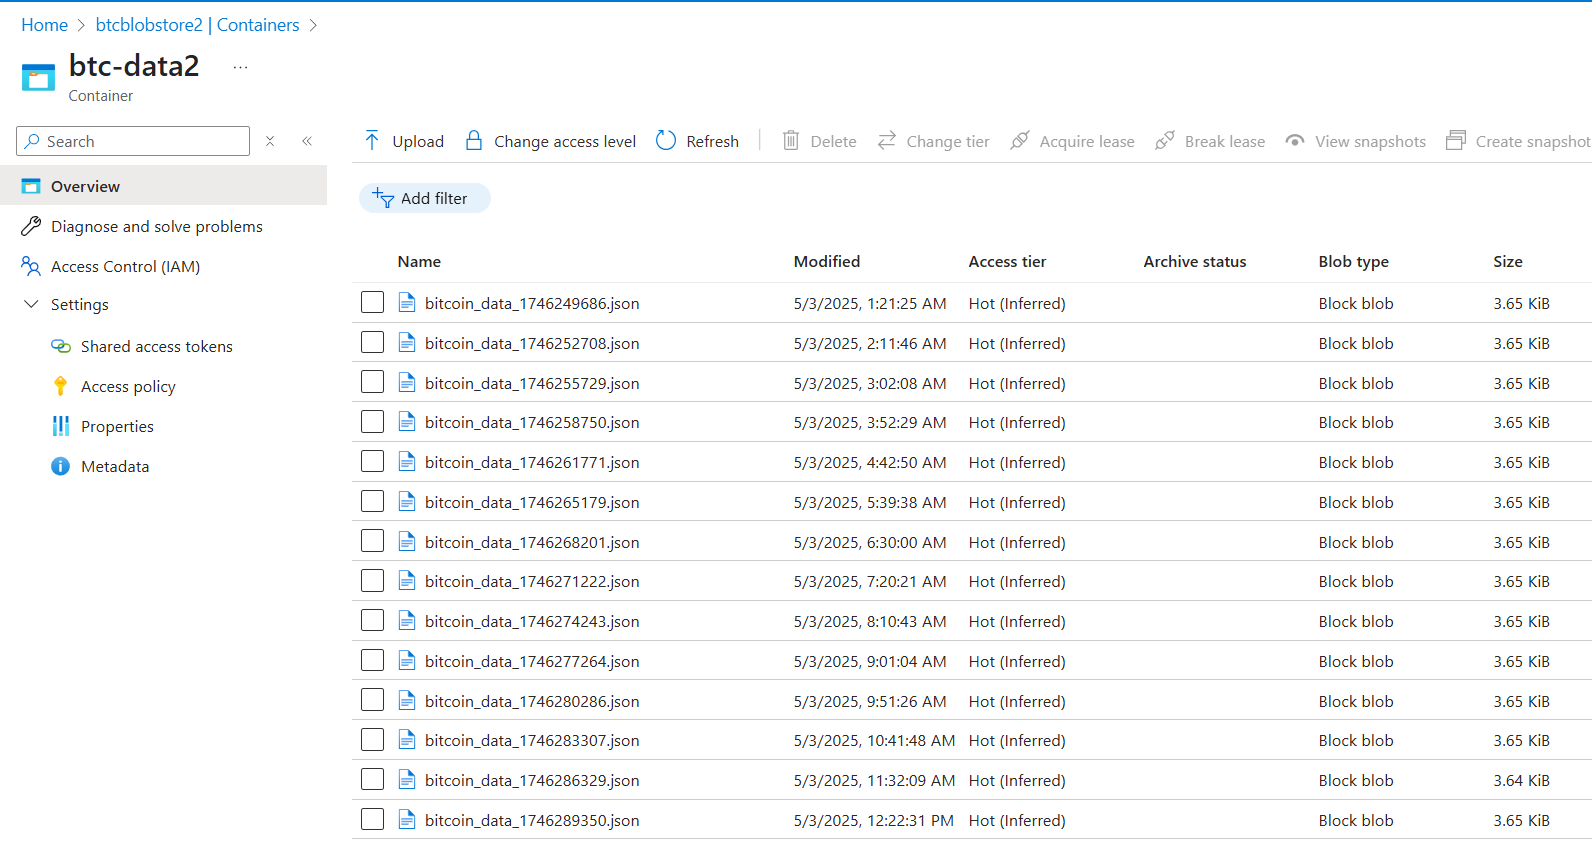 Home > btcblobstore2 | Containers >
btc-data2 ...
Container
Search
Upload Change access level Refresh Delete Change tier Acquire lease Break lease View snapshots Create snapshot
Overview
Diagnose and solve problems
Access Control (IAM)
Settings
Shared access tokens
Access policy
Properties
Metadata
Add filter
Name Modified Access tier Archive status Blob type Size
bitcoin_data_1746249686.json 5/3/2025, 1:21:25 AM Hot (Inferred) Block blob 3.65 KiB
bitcoin_data_1746252708.json 5/3/2025, 2:11:46 AM Hot (Inferred) Block blob 3.65 KiB
bitcoin_data_1746255729.json 5/3/2025, 3:02:08 AM Hot (Inferred) Block blob 3.65 KiB
bitcoin_data_1746258750.json 5/3/2025, 3:52:29 AM Hot (Inferred) Block blob 3.65 KiB
bitcoin_data_1746261771.json 5/3/2025, 4:42:50 AM Hot (Inferred) Block blob 3.65 KiB
bitcoin_data_1746265179.json 5/3/2025, 5:39:38 AM Hot (Inferred) Block blob 3.65 KiB
bitcoin_data_1746268201.json 5/3/2025, 6:30:00 AM Hot (Inferred) Block blob 3.65 KiB
bitcoin_data_1746271222.json 5/3/2025, 7:20:21 AM Hot (Inferred) Block blob 3.65 KiB
bitcoin_data_1746274243.json 5/3/2025, 8:10:43 AM Hot (Inferred) Block blob 3.65 KiB
bitcoin_data_1746277264.json 5/3/2025, 9:01:04 AM Hot (Inferred) Block blob 3.65 KiB
bitcoin_data_1746280286.json 5/3/2025, 9:51:26 AM Hot (Inferred) Block blob 3.65 KiB
bitcoin_data_1746283307.json 5/3/2025, 10:41:48 AM Hot (Inferred) Block blob 3.65 KiB
bitcoin_data_1746286329.json 5/3/2025, 11:32:09 AM Hot (Inferred) Block blob 3.64 KiB
bitcoin_data_1746289350.json 5/3/2025, 12:22:31 PM Hot (Inferred) Block blob 3.65 KiB